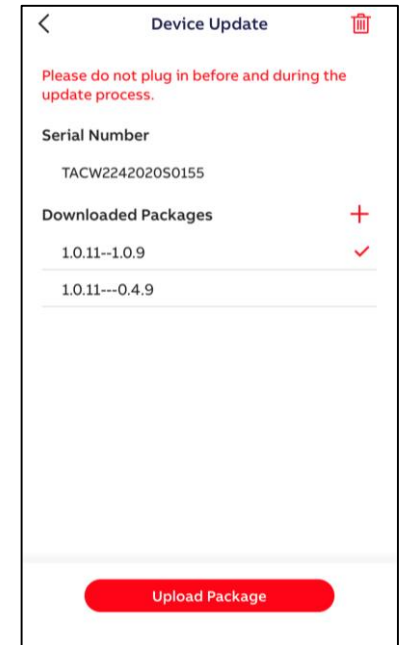 Device Update
Please do not plug in before and during the
update process.
Serial Number
TACW2242020S0155
Downloaded Packages
1.0.11--1.0.9
1.0.11---0.4.9
Upload Package